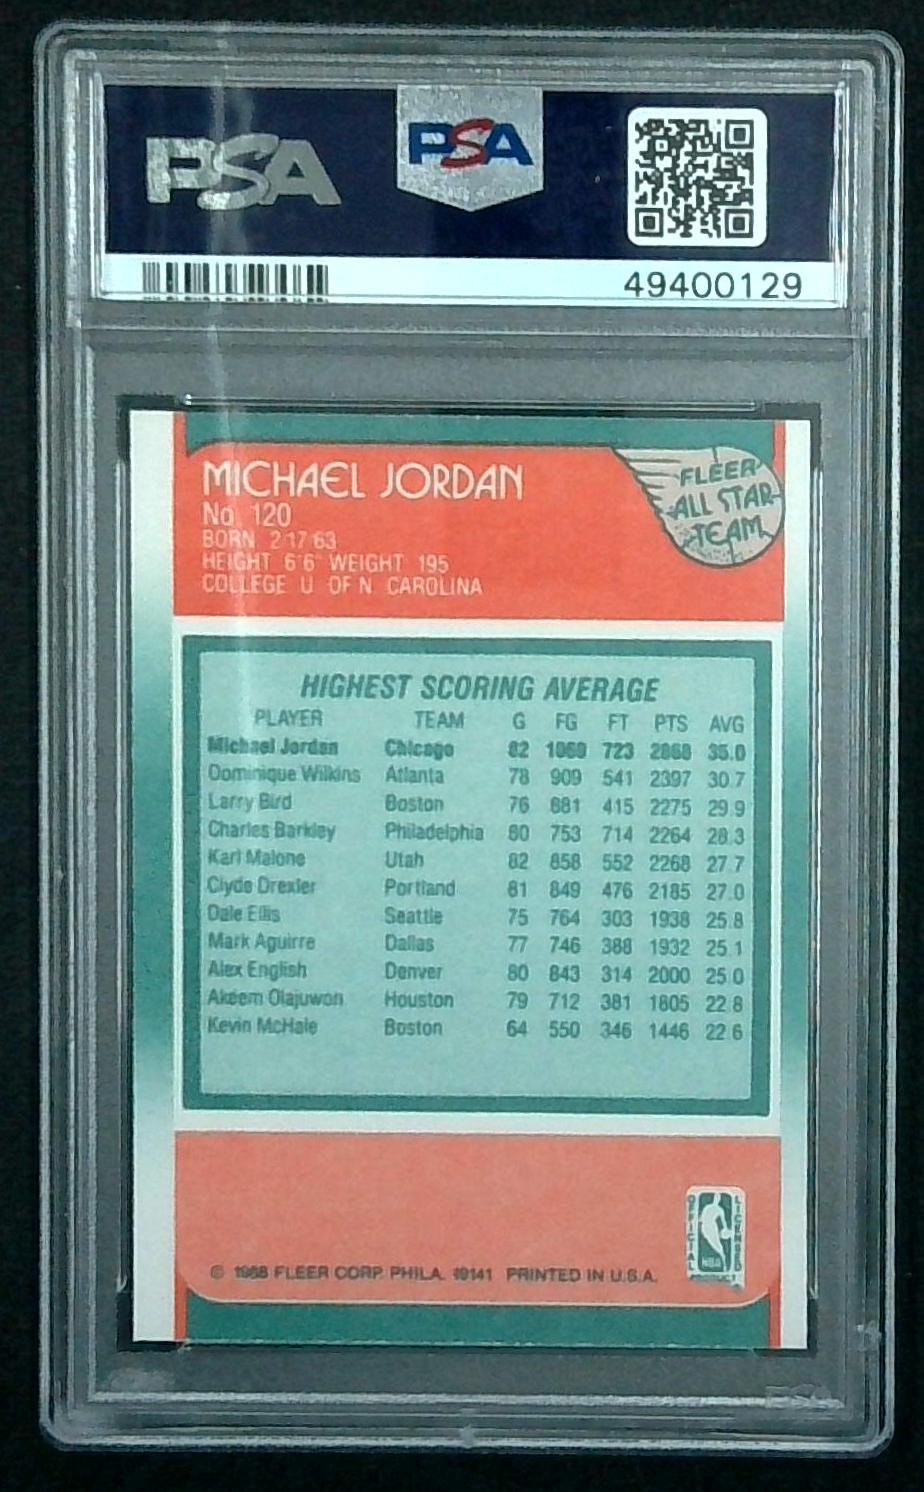 PSA PSA
49400129
MICHAEL JORDAN
No. 120
BORN 2 17 63
HEIGHT 6'6" WEIGHT 195
COLLEGE U OF N CAROLINA
FLEER
ALL STAR
TEAM
HIGHEST SCORING AVERAGE
PLAYER TEAM G FG FT PTS AVG
Michael Jordan Chicago 82 1069 723 2868 35.0
Dominique Wilkins Atlanta 78 909 541 2397 30.7
Larry Bird Boston 76 881 415 2275 29.9
Charles Barkley Philadelphia 80 753 714 2264 28.3
Karl Malone Utah 82 858 552 2268 27.7
Clyde Drexler Portland 81 849 476 2185 27.0
Dale Ellis Seattle 75 764 303 1938 25.8
Mark Aguirre Dallas 77 746 388 1932 25.1
Alex English Denver 80 843 314 2000 25.0
Akeem Olajuwon Houston 79 712 381 1805 22.8
Kevin McHale Boston 64 550 346 1446 22.6
OFFICIAL LICENSED
NBA
PRODUCT
© 1988 FLEER CORP. PHILA. 19141 PRINTED IN U.S.A.
PSA